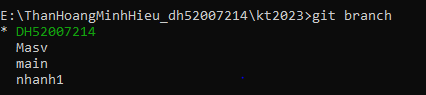 E:\ThanHoangMinhHieu_dh52007214\kt2023>git branch
* DH52007214
Masv
main
nhanh1